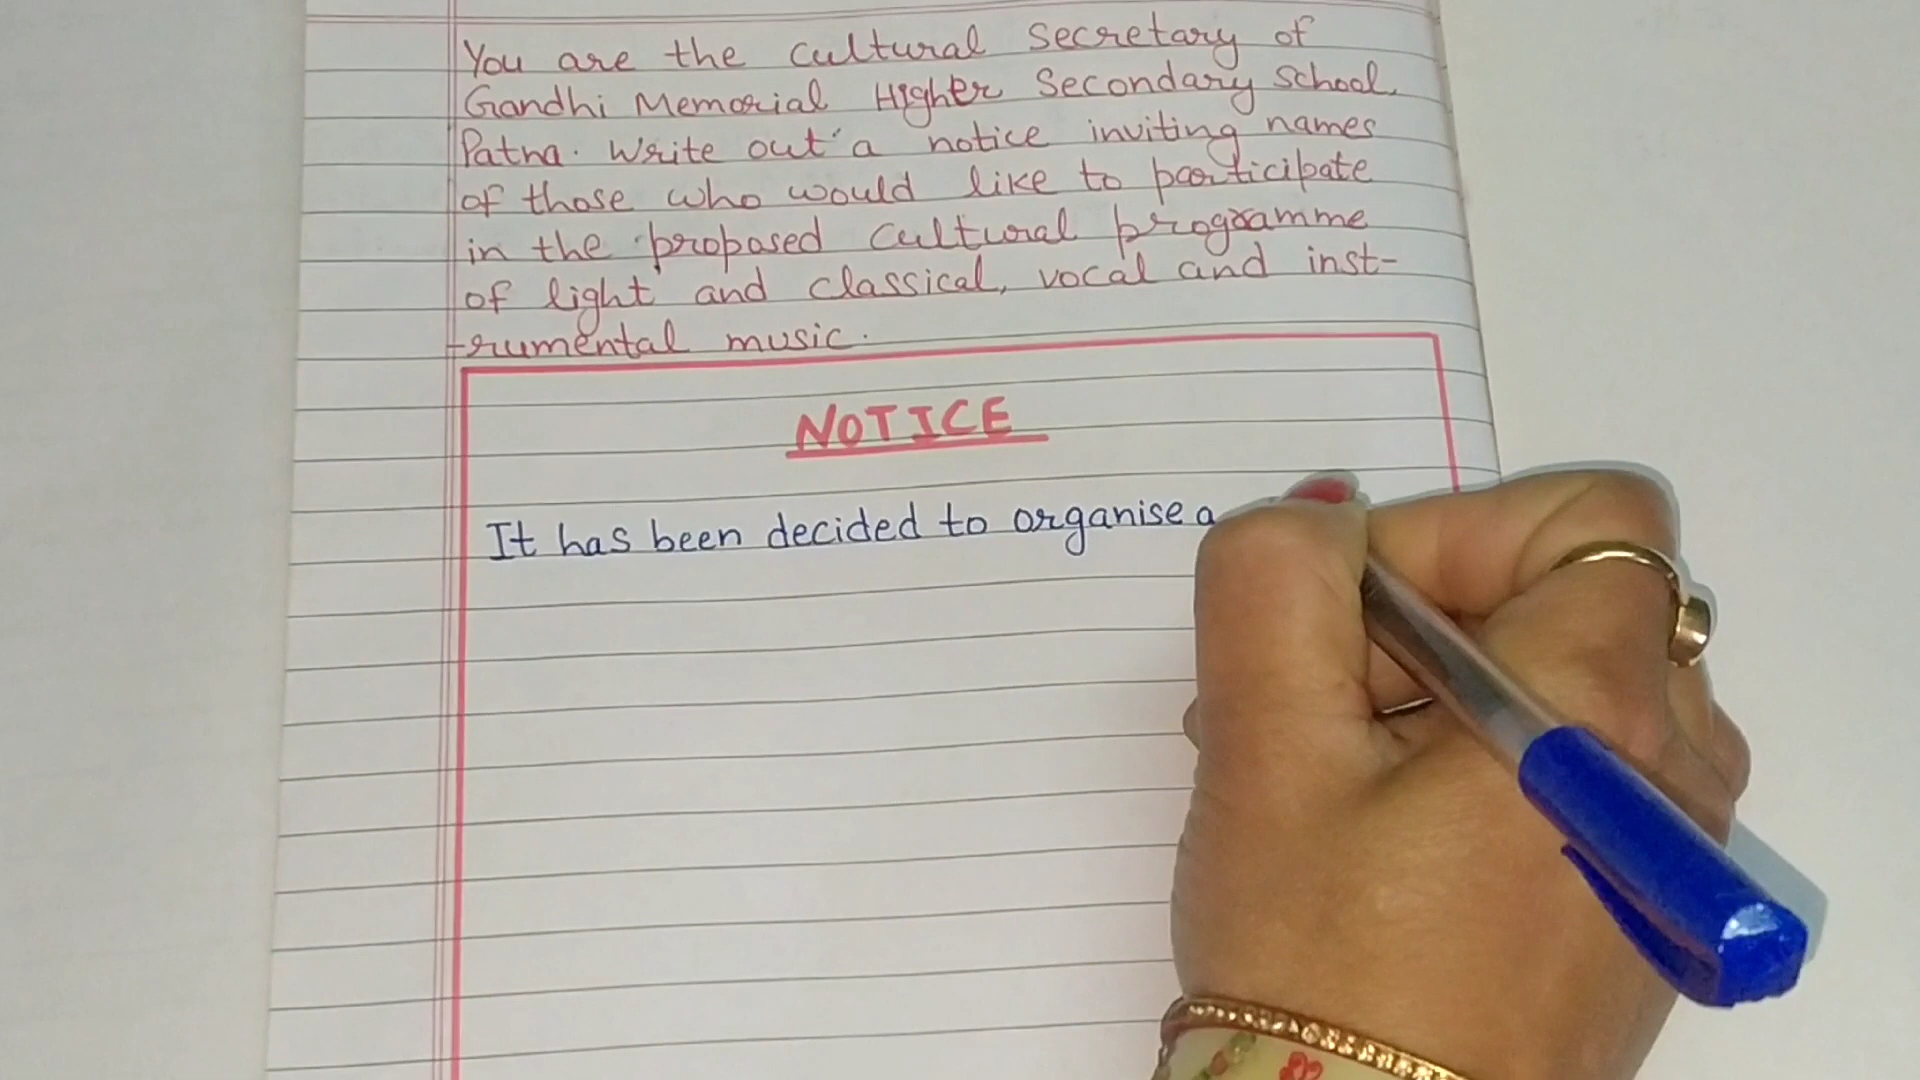 You are the cultural secretary of
Gandhi Memorial Higher Secondary School,
Patna. Write out a notice inviting names
of those who would like to participate
in the proposed cultural programme
of light and classical, vocal and inst-
-rumental music.
NOTICE
It has been decided to organise a